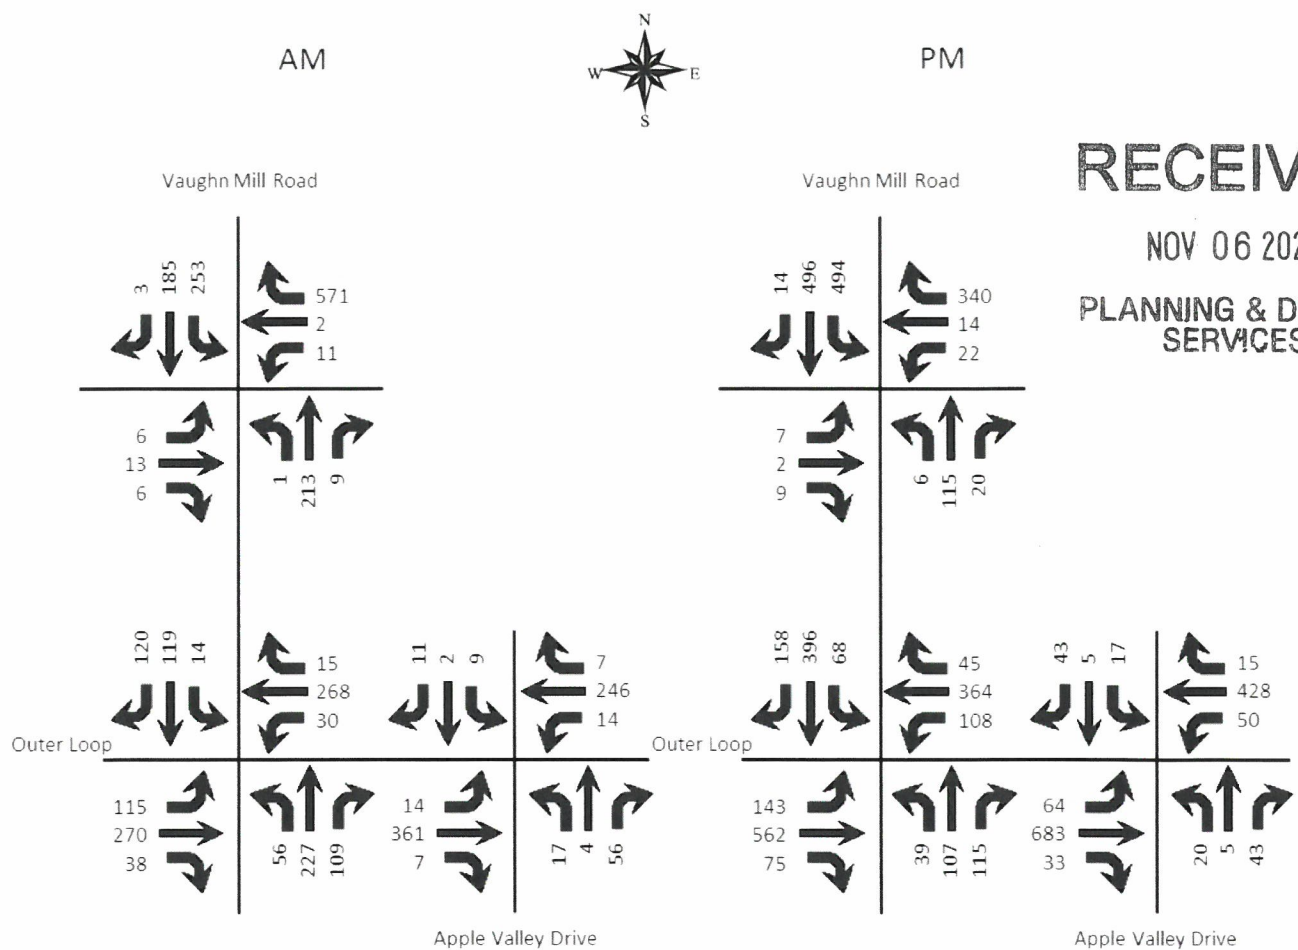 N
AM
W E
PM
S
RECEIV
NOV 06 202
PLANNING & D
SERVICES
Vaughn Mill Road
3 185 253
571
2
11
6
13
6
1 213 9
120 119 14
15
268
30
11 2 9
7
246
14
Outer Loop
115
270
38
56 227 109
14
361
7
17 4 56
Apple Valley Drive
Vaughn Mill Road
14 496 494
340
14
22
7
2
9
6 115 20
158 396 68
45
364
108
43 5 17
15
428
50
Outer Loop
143
562
75
39 107 115
64
683
33
20 5 43
Apple Valley Drive